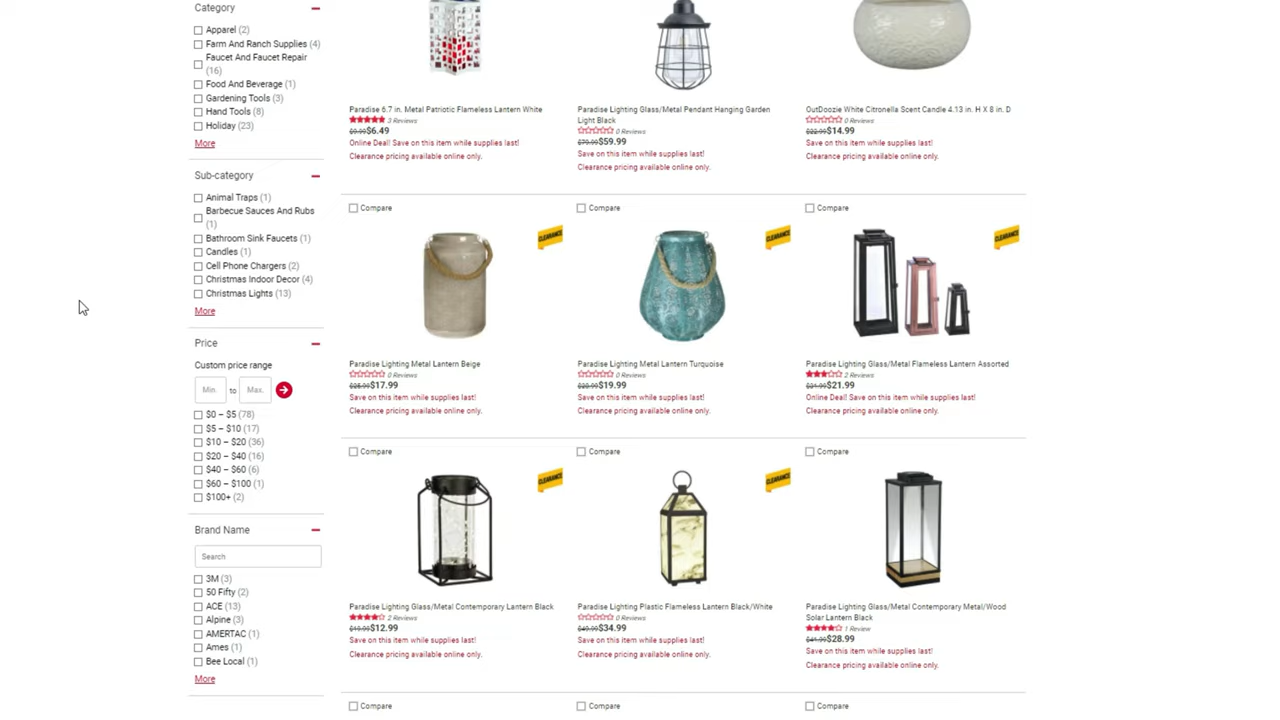 Category
Apparel (2)
Farm And Ranch Supplies (4)
Faucet And Faucet Repair
(16)
Food And Beverage (1)
Gardening Tools (3)
Hand Tools (8)
Holiday (23)
More
Sub-category
Animal Traps (1)
Barbecue Sauces And Rubs
(1)
Bathroom Sink Faucets (1)
Candles (1)
Cell Phone Chargers (2)
Christmas Indoor Decor (4)
Christmas Lights (13)
More
Price
Custom price range
Min. to Max.
$0 – $5 (78)
$5 – $10 (17)
$10 – $20 (36)
$20 – $40 (16)
$40 – $60 (6)
$60 – $100 (1)
$100+ (2)
Brand Name
Search
3M (3)
50 Fifty (2)
ACE (13)
Alpine (3)
AMERTAC (1)
Ames (1)
Bee Local (1)
More
Paradise 6.7 in. Metal Patriotic Flameless Lantern White
3 Reviews
$9.99 $6.49
Online Deal! Save on this item while supplies last!
Clearance pricing available online only.
Paradise Lighting Glass/Metal Pendant Hanging Garden
Light Black
0 Reviews
$79.99 $59.99
Save on this item while supplies last!
Clearance pricing available online only.
OutDoozie White Citronella Scent Candle 4.13 in. H X 8 in. D
0 Reviews
$22.99 $14.99
Save on this item while supplies last!
Clearance pricing available online only.
Compare
CLEARANCE
Paradise Lighting Metal Lantern Beige
0 Reviews
$25.99 $17.99
Save on this item while supplies last!
Clearance pricing available online only.
Compare
CLEARANCE
Paradise Lighting Metal Lantern Turquoise
0 Reviews
$19.99
Save on this item while supplies last!
Clearance pricing available online only.
Compare
CLEARANCE
Paradise Lighting Glass/Metal Flameless Lantern Assorted
2 Reviews
$21.99
Online Deal! Save on this item while supplies last!
Clearance pricing available online only.
Compare
CLEARANCE
Paradise Lighting Glass/Metal Contemporary Lantern Black
2 Reviews
$12.99
Save on this item while supplies last!
Clearance pricing available online only.
Compare
CLEARANCE
Paradise Lighting Plastic Flameless Lantern Black/White
0 Reviews
$49.99 $34.99
Save on this item while supplies last!
Clearance pricing available online only.
Compare
Paradise Lighting Glass/Metal Contemporary Metal/Wood
Solar Lantern Black
1 Review
$41.99 $28.99
Save on this item while supplies last!
Clearance pricing available online only.
Compare
Compare
Compare